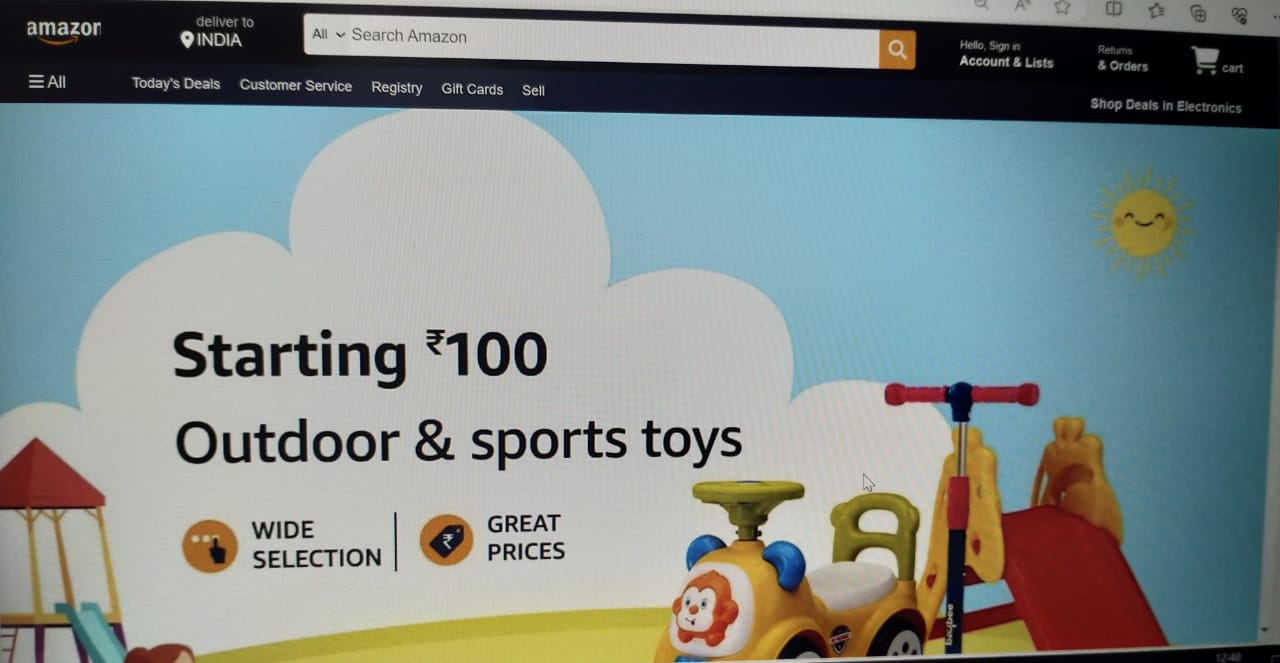 amazon
deliver to
INDIA
All
Search Amazon
Hello, Sign in
Account & Lists
Returns
& Orders
cart
All
Today's Deals
Customer Service
Registry
Gift Cards
Sell
Shop Deals in Electronics
Starting ₹100
Outdoor & sports toys
WIDE
SELECTION
GREAT
PRICES
baybee
12:48